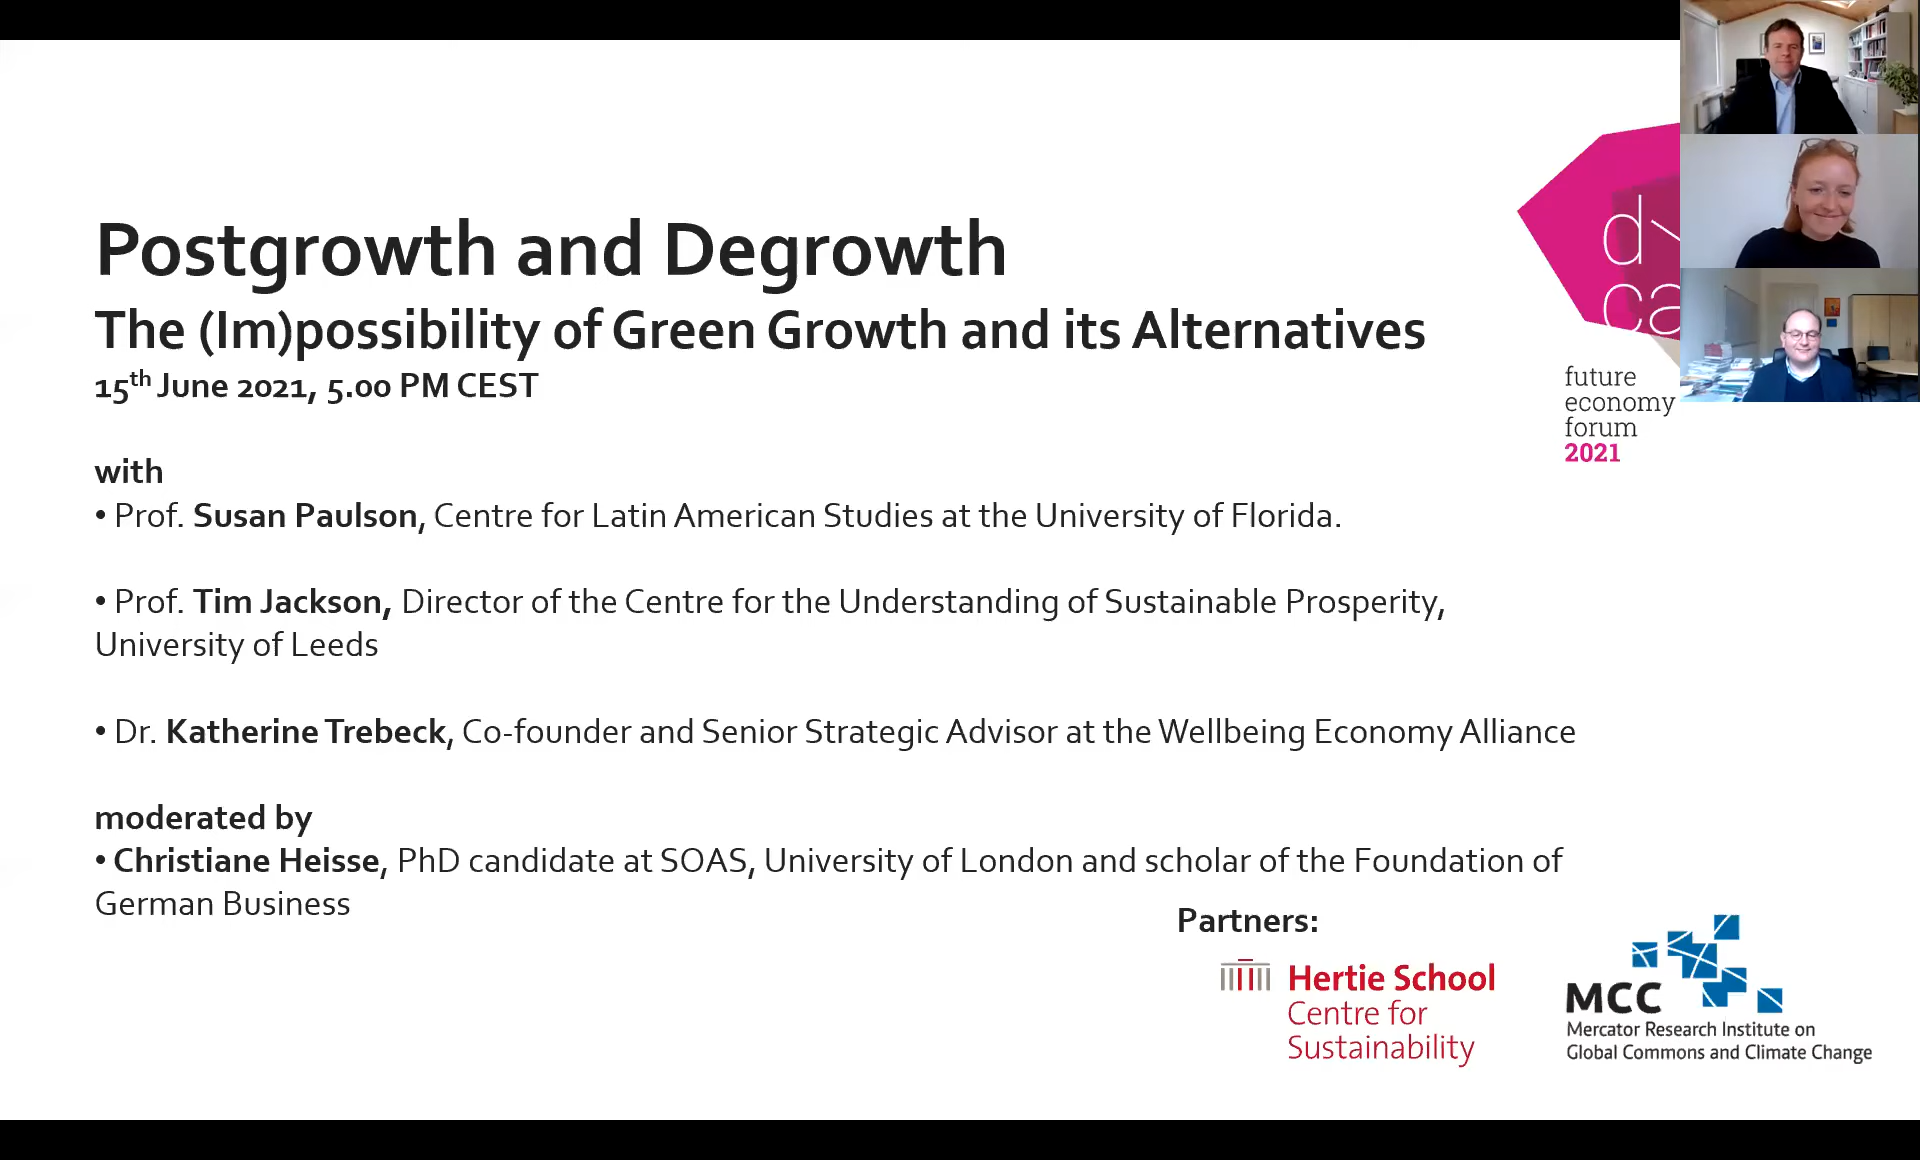 Postgrowth and Degrowth
The (Im)possibility of Green Growth and its Alternatives
15th June 2021, 5.00 PM CEST
with
• Prof. Susan Paulson, Centre for Latin American Studies at the University of Florida.
• Prof. Tim Jackson, Director of the Centre for the Understanding of Sustainable Prosperity,
University of Leeds
• Dr. Katherine Trebeck, Co-founder and Senior Strategic Advisor at the Wellbeing Economy Alliance
moderated by
• Christiane Heisse, PhD candidate at SOAS, University of London and scholar of the Foundation of
German Business
future
economy
forum
2021
Partners:
Hertie School
Centre for
Sustainability
MCC
Mercator Research Institute on
Global Commons and Climate Change